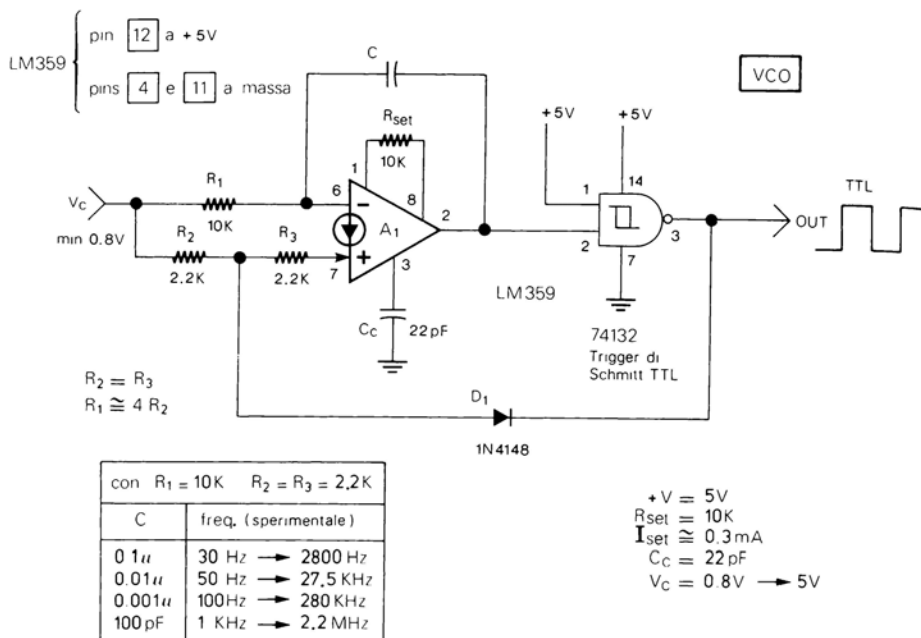 LM359
pin 12 a + 5V
pins 4 e 11 a massa
VCO
C
Rset
10K
1
8
+5V
+5V
Vc
min 0.8V
R1
10K
6
−
A1
2
+
7
3
R2
2.2K
R3
2.2K
Cc
22pF
LM359
1
2
14
3
7
OUT
TTL
74132
Trigger di
Schmitt TTL
R2 = R3
R1 ≅ 4 R2
D1
1N4148
con R1 = 10K R2 = R3 = 2,2K
C freq. (sperimentale)
0.1u 30 Hz → 2800 Hz
0.01u 50 Hz → 27.5 KHz
0.001u 100Hz → 280 KHz
100pF 1 KHz → 2.2 MHz
+V = 5V
Rset = 10K
Iset ≅ 0.3mA
Cc = 22pF
Vc = 0.8V → 5V